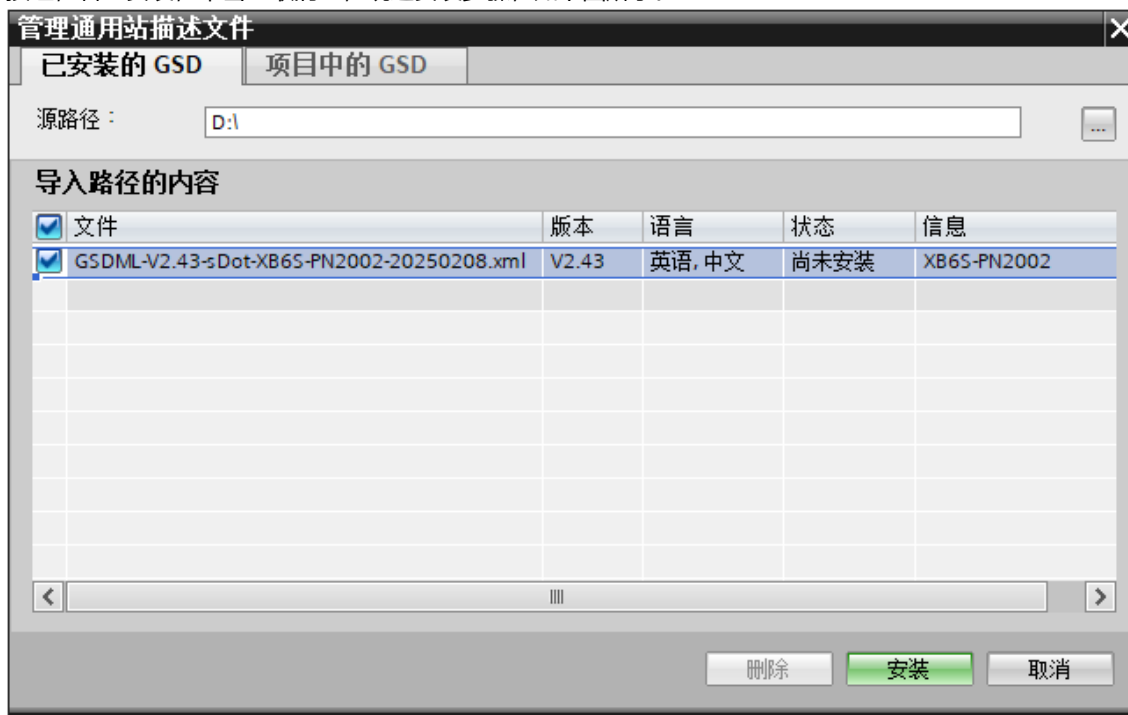 管理通用站描述文件
已安装的 GSD 项目中的 GSD
源路径： D:\ ...
导入路径的内容
文件 版本 语言 状态 信息
GSDML-V2.43-sDot-XB6S-PN2002-20250208.xml V2.43 英语, 中文 尚未安装 XB6S-PN2002
删除 安装 取消